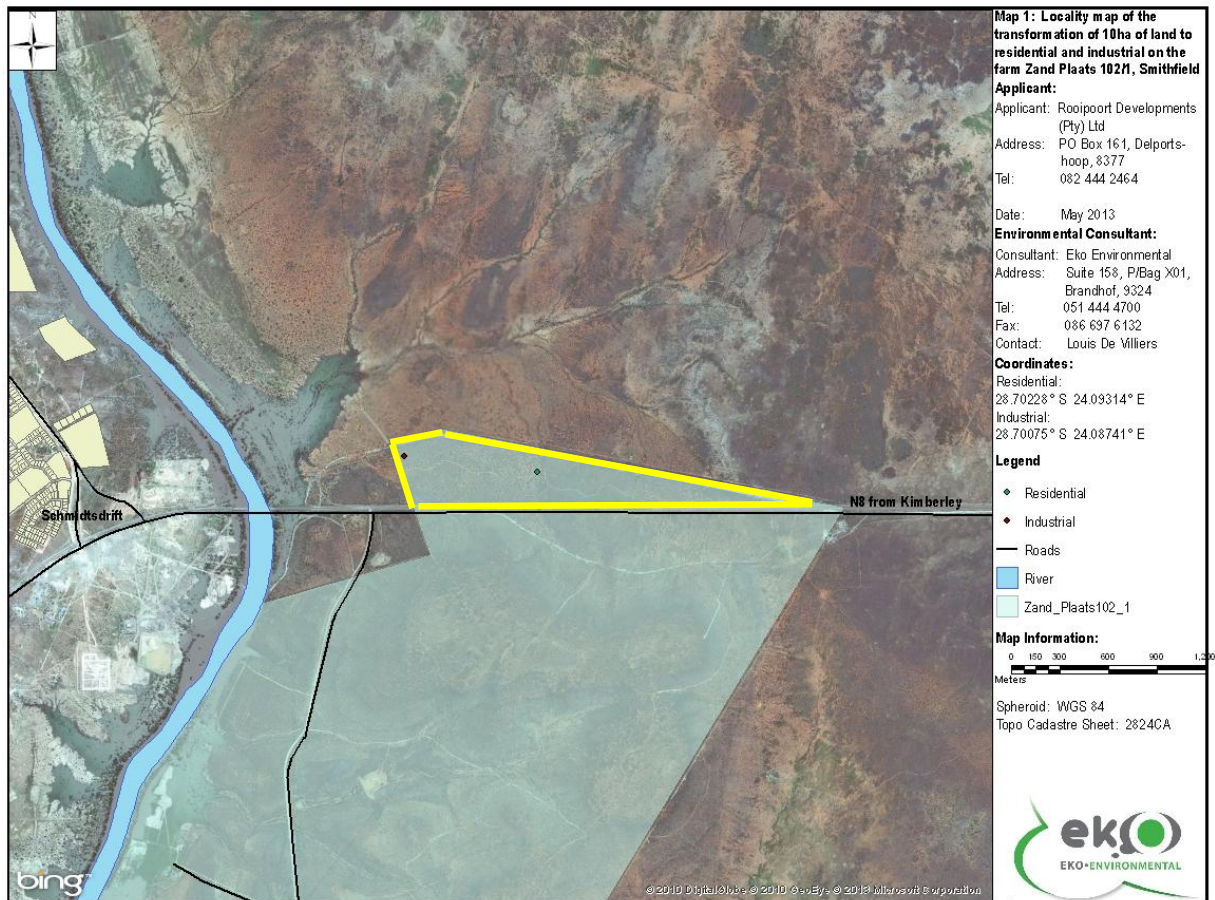 N
Schmidtsdrift
N8 from Kimberley
bing
© 2010 DigitalGlobe © 2010 GeoEye © 2013 Microsoft Corporation
Map 1: Locality map of the
transformation of 10ha of land to
residential and industrial on the
farm Zand Plaats 102/1, Smithfield
Applicant:
Applicant: Rooipoort Developments
(Pty) Ltd
Address: PO Box 161, Delports-
hoop, 8377
Tel: 082 444 2464
Date: May 2013
Environmental Consultant:
Consultant: Eko Environmental
Address: Suite 158, P/Bag X01,
Brandhof, 9324
Tel: 051 444 4700
Fax: 086 697 6132
Contact: Louis De Villiers
Coordinates:
Residential:
28.70228° S 24.09314° E
Industrial:
28.70075° S 24.08741° E
Legend
Residential
Industrial
Roads
River
Zand_Plaats102_1
Map Information:
0 150 300 600 900 1,200
Meters
Spheroid: WGS 84
Topo Cadastre Sheet: 2824CA
eko
EKO•ENVIRONMENTAL